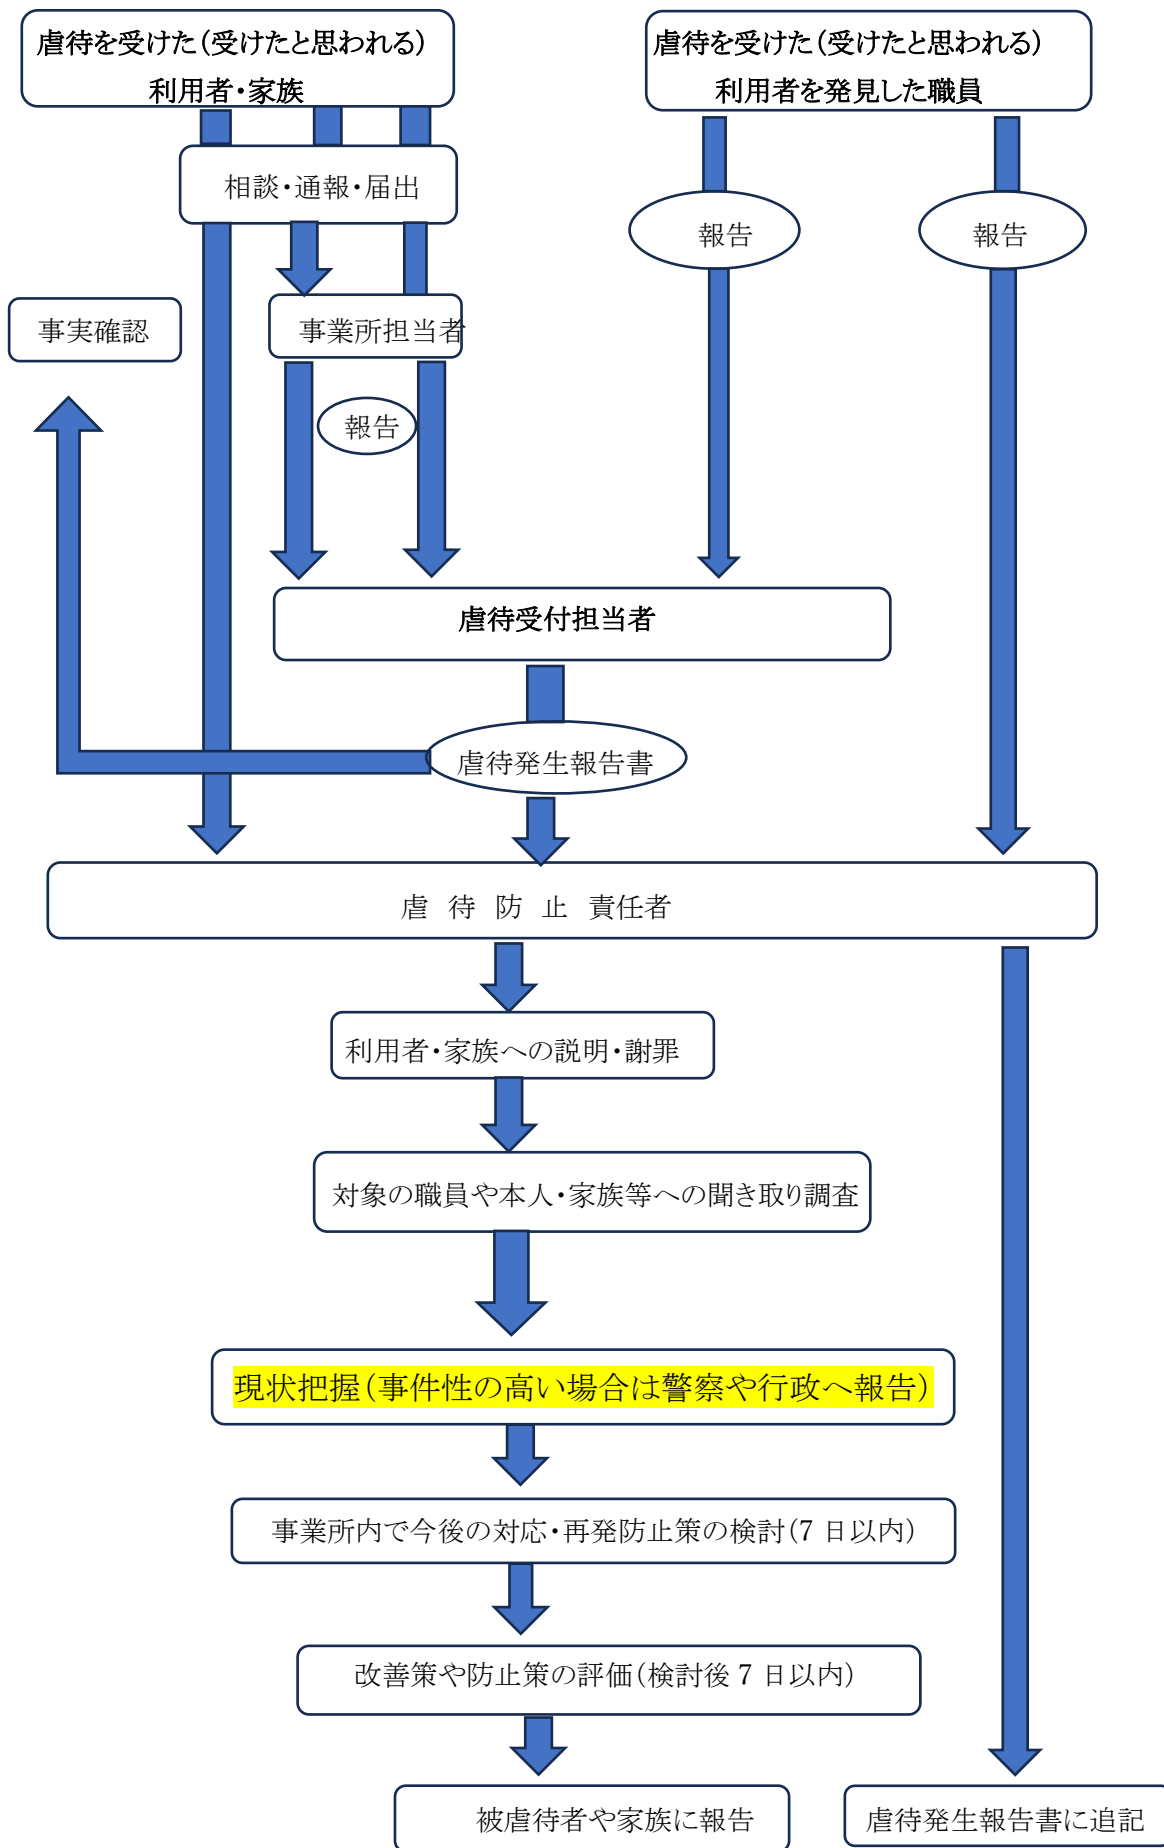 虐待を受けた（受けたと思われる）
利用者・家族
虐待を受けた（受けたと思われる）
利用者を発見した職員
相談・通報・届出
報告
報告
事実確認
事業所担当者
報告
虐待受付担当者
虐待発生報告書
虐 待 防 止 責任者
利用者・家族への説明・謝罪
対象の職員や本人・家族等への聞き取り調査
現状把握（事件性の高い場合は警察や行政へ報告）
事業所内で今後の対応・再発防止策の検討（7 日以内）
改善策や防止策の評価（検討後 7 日以内）
被虐待者や家族に報告
虐待発生報告書に追記